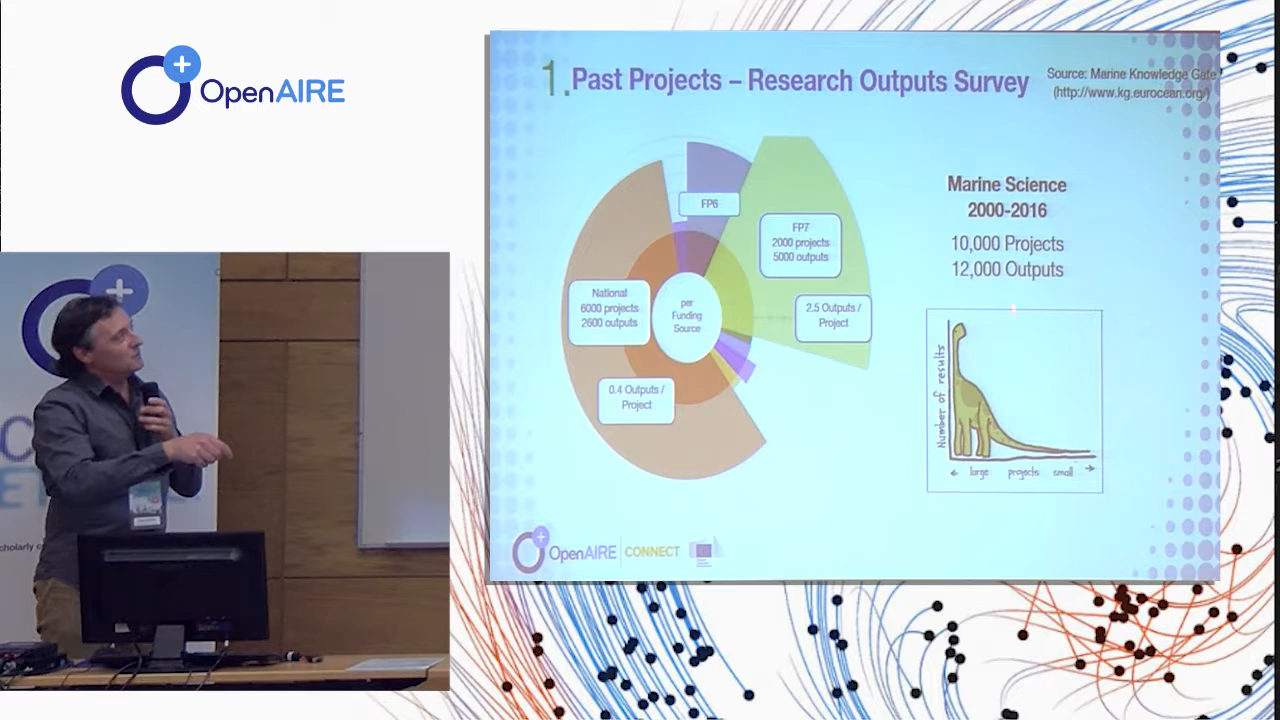 +
OpenAIRE
1. Past Projects – Research Outputs Survey
Source: Marine Knowledge Gate
(http://www.kg.eurocean.org/)
Marine Science
2000-2016
10,000 Projects
12,000 Outputs
FP6
FP7
2000 projects
5000 outputs
2.5 Outputs /
Project
per
Funding
Source
National
6000 projects
2600 outputs
0.4 Outputs /
Project
Number of results
← large projects small →
+
OpenAIRE CONNECT
+
cholarly c